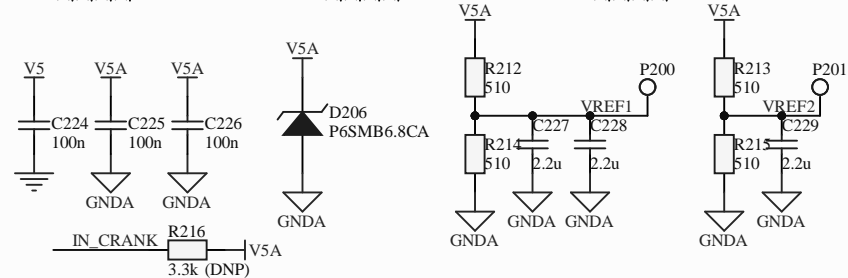 V5
C224
100n
V5A
C225
100n
GNDA
V5A
C226
100n
GNDA
V5A
D206
P6SMB6.8CA
GNDA
V5A
R212
510
R214
510
GNDA
VREF1
C227
2.2u
GNDA
C228
2.2u
GNDA
P200
V5A
R213
510
R215
510
GNDA
VREF2
C229
2.2u
GNDA
P201
IN_CRANK
R216
3.3k (DNP)
V5A